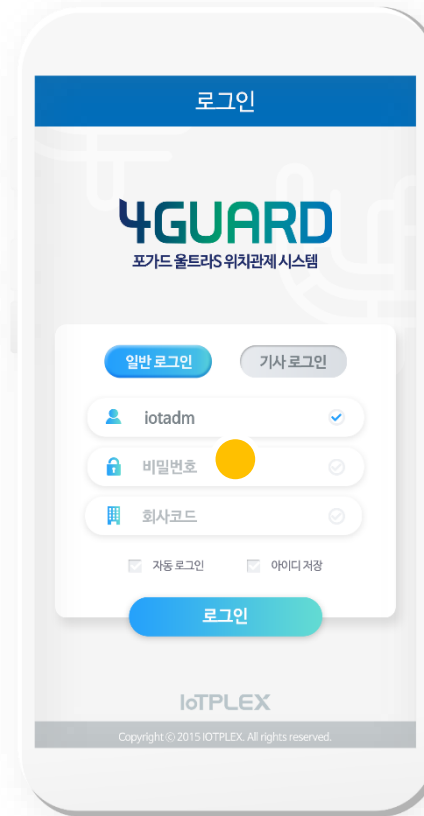 로그인
4GUARD
포가드 울트라S 위치관제 시스템
일반 로그인 기사 로그인
iotadm
비밀번호
회사코드
자동 로그인 아이디 저장
로그인
IoTPLEX
Copyright © 2015 IOTPLEX. All rights reserved.